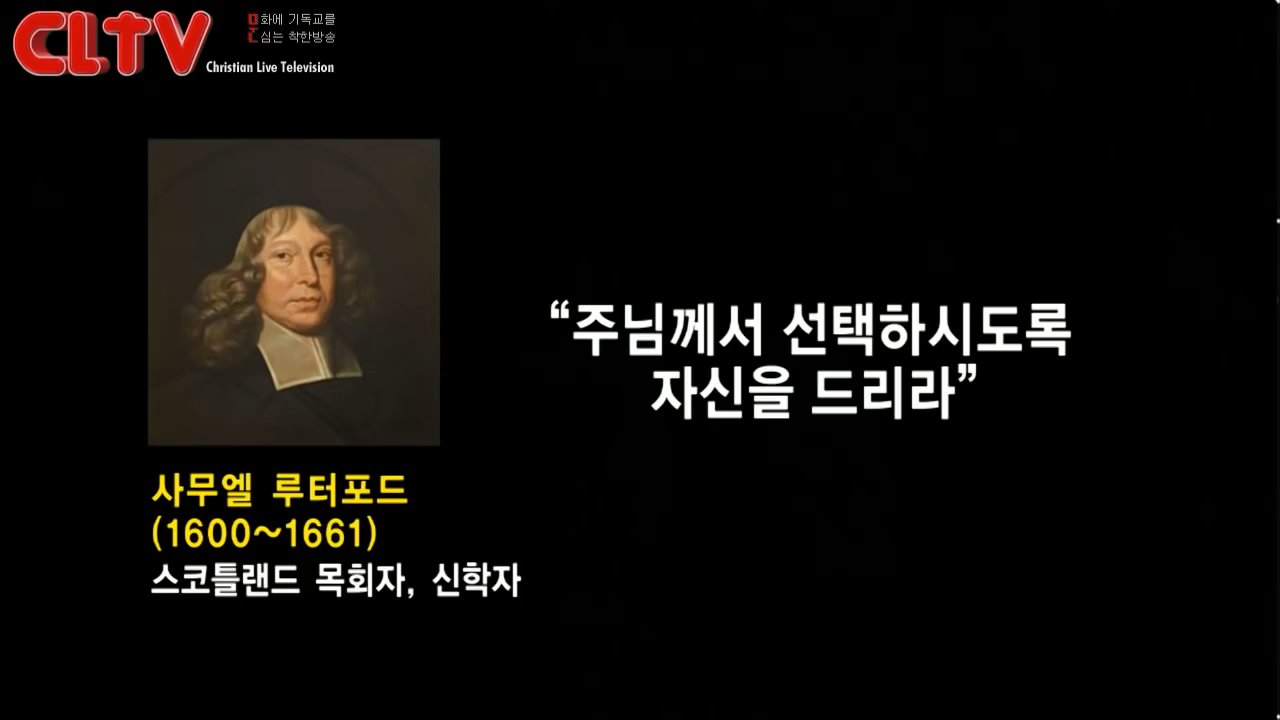 CLTV
문화에 기독교를
심는 착한방송
Christian Live Television
“주님께서 선택하시도록
자신을 드리라”
사무엘 루터포드
(1600~1661)
스코틀랜드 목회자, 신학자